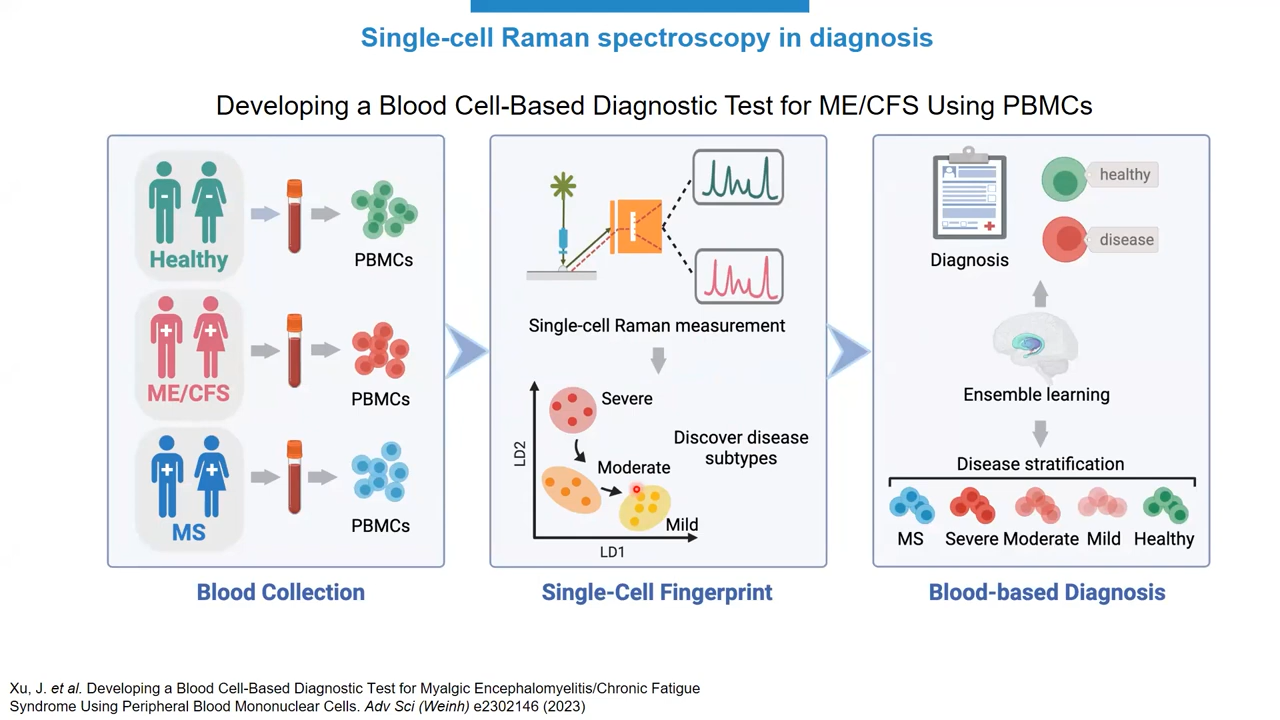 Single-cell Raman spectroscopy in diagnosis
Developing a Blood Cell-Based Diagnostic Test for ME/CFS Using PBMCs
Healthy
PBMCs
ME/CFS
PBMCs
MS
PBMCs
Blood Collection
Single-cell Raman measurement
LD2
Severe
Moderate
Mild
LD1
Discover disease
subtypes
Single-Cell Fingerprint
Diagnosis
healthy
disease
Ensemble learning
Disease stratification
MS Severe Moderate Mild Healthy
Blood-based Diagnosis
Xu, J. et al. Developing a Blood Cell-Based Diagnostic Test for Myalgic Encephalomyelitis/Chronic Fatigue
Syndrome Using Peripheral Blood Mononuclear Cells. Adv Sci (Weinh) e2302146 (2023)